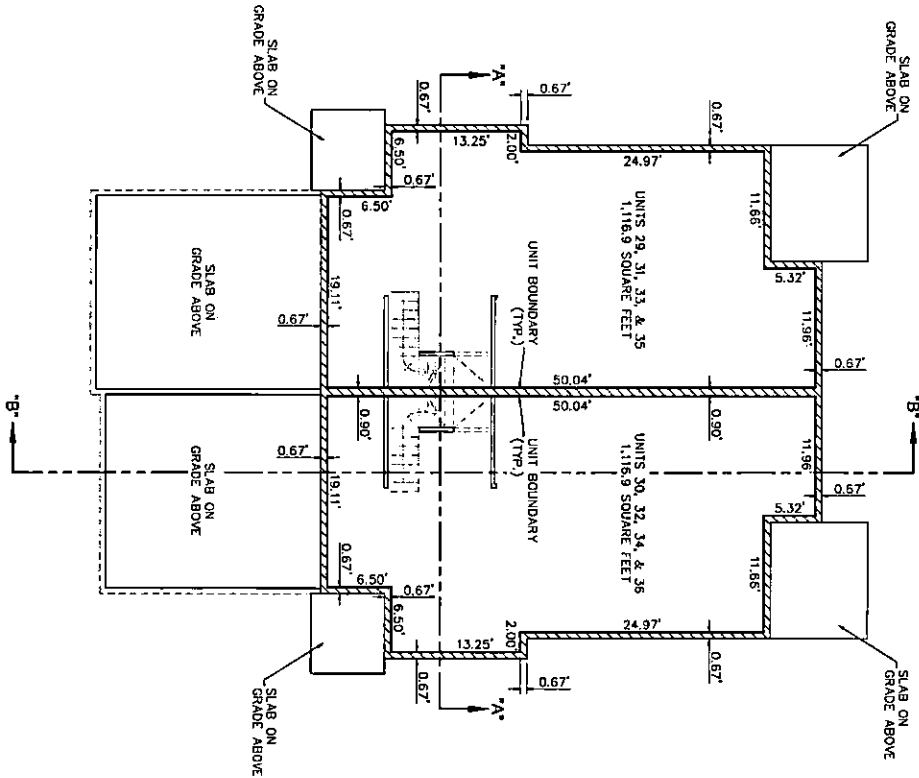 SLAB ON
GRADE ABOVE
SLAB ON
GRADE ABOVE
"A"
0.67'
0.67'
0.67'
13.25'
2.00'
24.97'
6.50'
0.67'
6.50'
0.67'
11.66'
5.32'
UNITS 29, 31, 33, & 35
1,116.9 SQUARE FEET
UNIT BOUNDARY
(TYP.)
SLAB ON
GRADE ABOVE
19.11'
0.67'
11.96'
0.67'
50.04'
50.04'
0.90'
0.90'
"B"
"B"
UNIT BOUNDARY
(TYP.)
UNITS 30, 32, 34, & 36
1,116.9 SQUARE FEET
SLAB ON
GRADE ABOVE
0.67'
19.11'
11.96'
0.67'
5.32'
11.66'
0.67'
6.50'
0.67'
6.50'
13.25'
2.00'
24.97'
0.67'
0.67'
0.67'
"A"
SLAB ON
GRADE ABOVE
SLAB ON
GRADE ABOVE